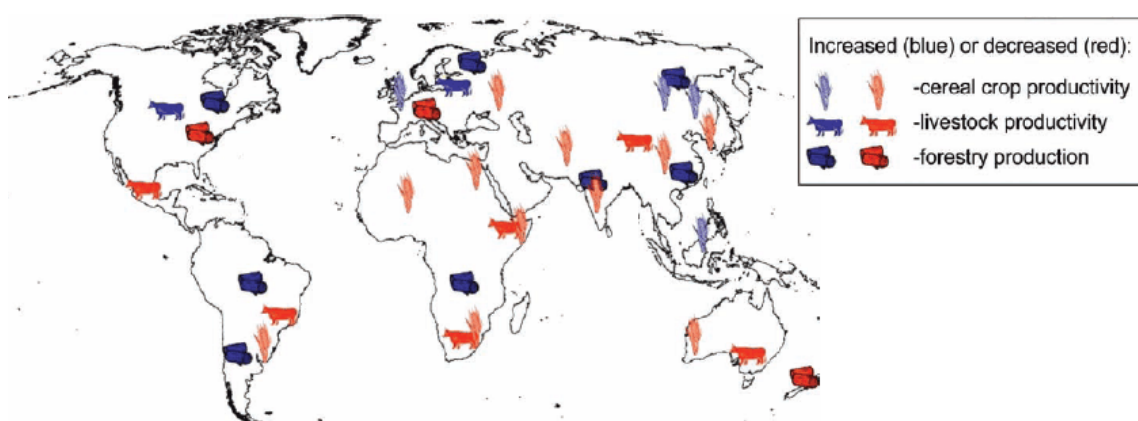 Increased (blue) or decreased (red):
-cereal crop productivity
-livestock productivity
-forestry production